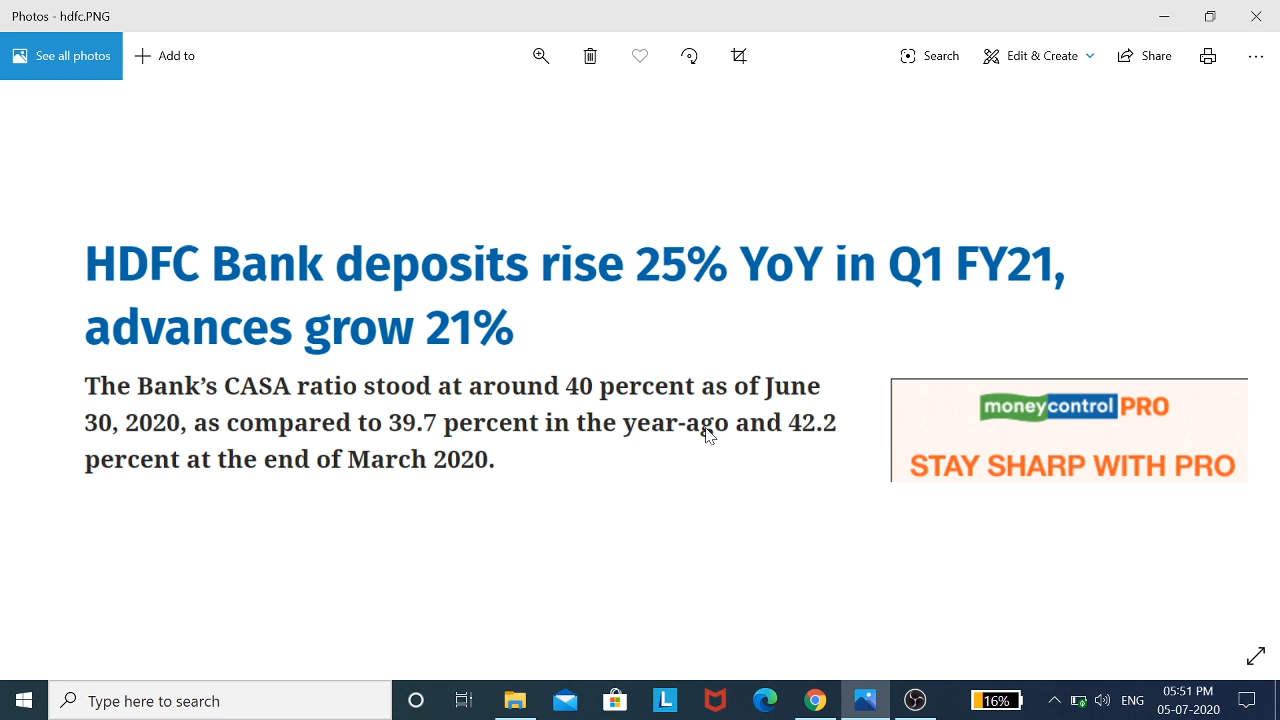 Photos - hdfc.PNG
See all photos
Add to
Search
Edit & Create
Share
HDFC Bank deposits rise 25% YoY in Q1 FY21,
advances grow 21%
The Bank's CASA ratio stood at around 40 percent as of June
30, 2020, as compared to 39.7 percent in the year-ago and 42.2
percent at the end of March 2020.
moneycontrol PRO
STAY SHARP WITH PRO
Type here to search
L
16%
ENG
05:51 PM
05-07-2020